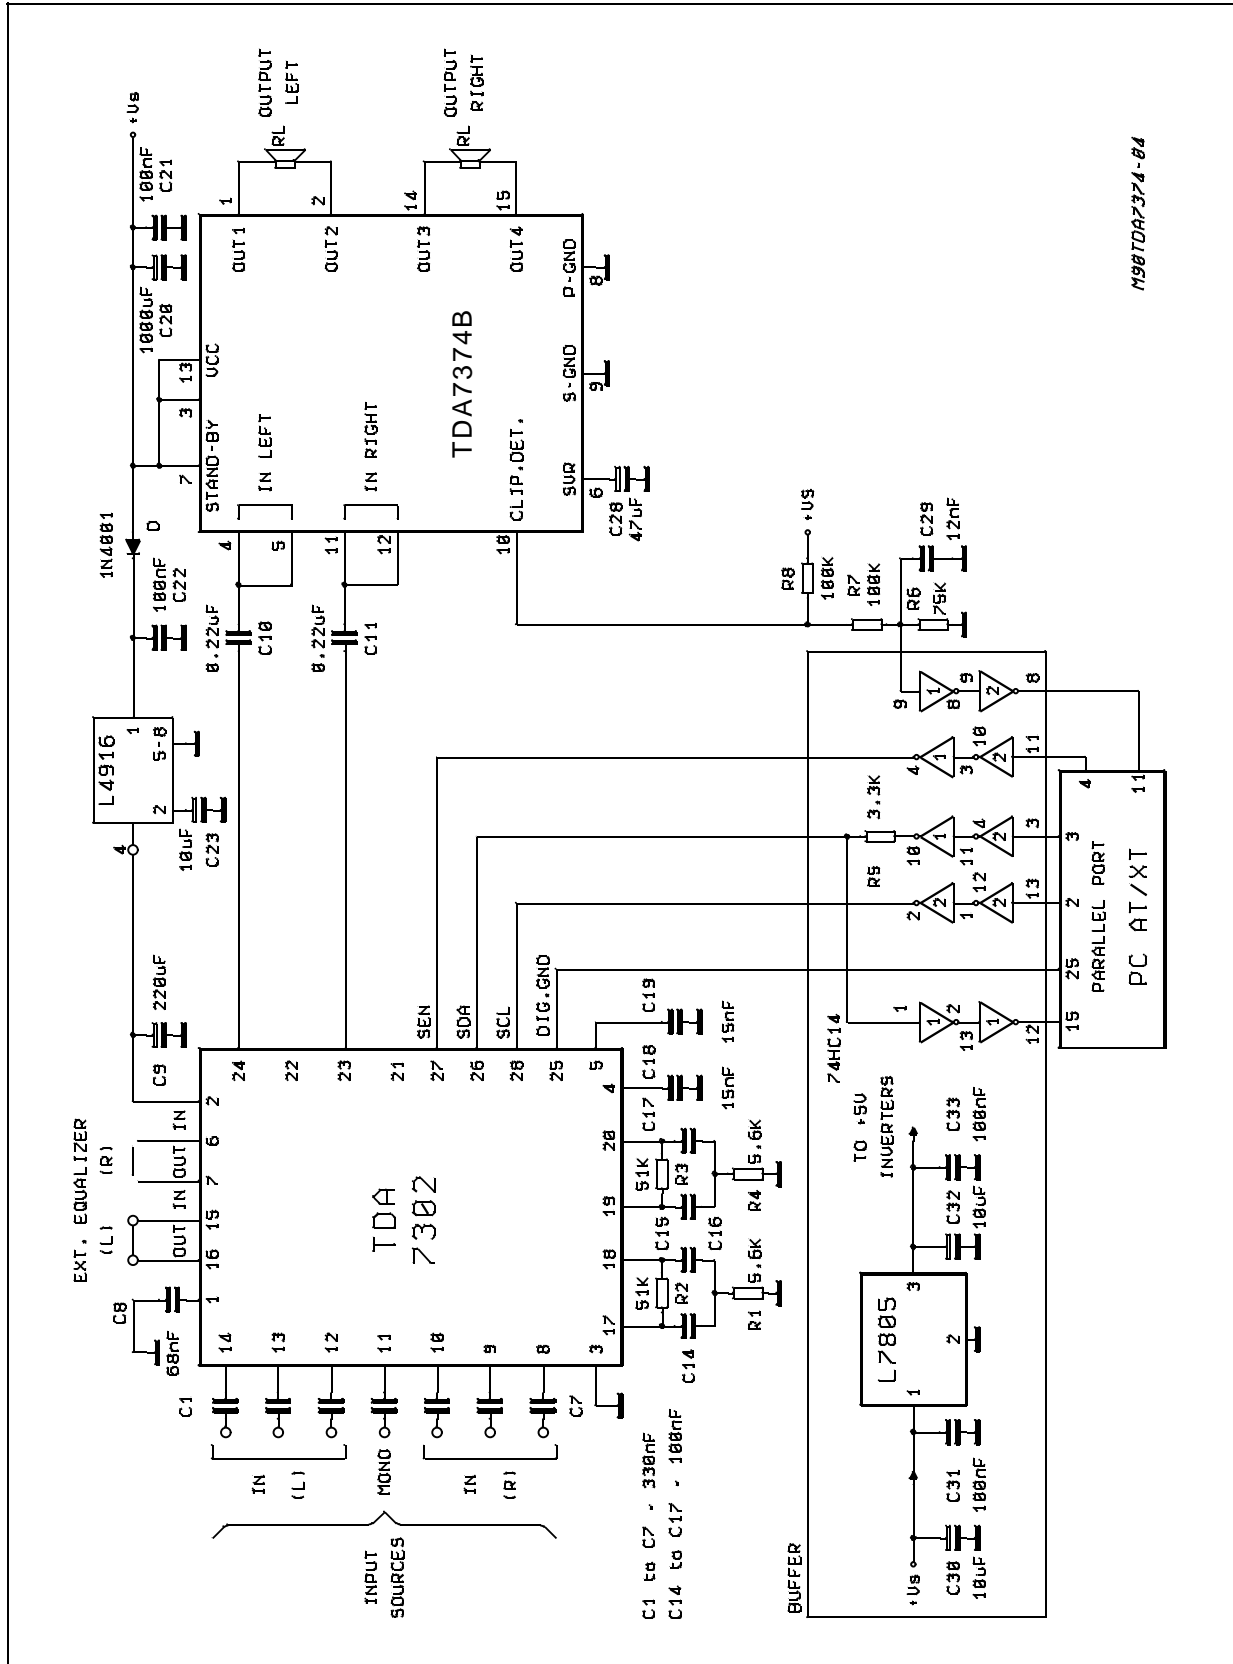 INPUT
SOURCES
IN
(L)
MONO
IN
(R)
C1
C7
C1 to C7 - 330nF
C14 to C17 - 100nF
68nF
C8
EXT. EQUALIZER
(L)
(R)
OUT IN
OUT IN
14
13
12
11
10
9
8
3
1
16
15
7
6
2
TDA
7302
24
22
23
21
27
26
28
25
5
17
18
19
20
4
SEN
SDA
SCL
DIG.GND
C14
51K
R2
C15
R1
5.6K
C16
51K
R3
C17
R4
5.6K
C18
15nF
C19
15nF
C9
220uF
4
L4916
2
5-8
1
10uF
C23
100nF
C22
1N4001
D
0.22uF
C10
0.22uF
C11
4
5
11
12
10
7
3
13
STAND-BY
VCC
IN LEFT
IN RIGHT
CLIP.DET.
TDA7374B
SVR
6
S-GND
9
P-GND
8
C28
47uF
1000uF
C20
100nF
C21
+Vs
OUT1
OUT2
OUT3
OUT4
1
2
14
15
RL
OUTPUT
LEFT
RL
OUTPUT
RIGHT
R8
100K
+VS
R7
100K
R6
75K
C29
12nF
BUFFER
+Vs
C30
10uF
C31
100nF
L7805
1
2
3
C32
10uF
C33
100nF
TO +5V
INVERTERS
74HC14
1
1
2
13
1
12
2
2
1
12
2
13
R5
3.3K
10
1
11
4
2
3
4
1
3
10
2
11
9
1
8
9
2
8
15
25
2
3
4
11
PARALLEL PORT
PC AT/XT
M90TDA7374-04